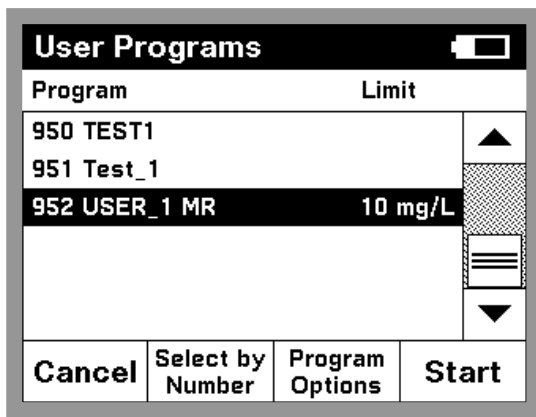 User Programs
Program Limit
950 TEST1
951 Test_1
952 USER_1 MR 10 mg/L
Cancel
Select by
Number
Program
Options
Start